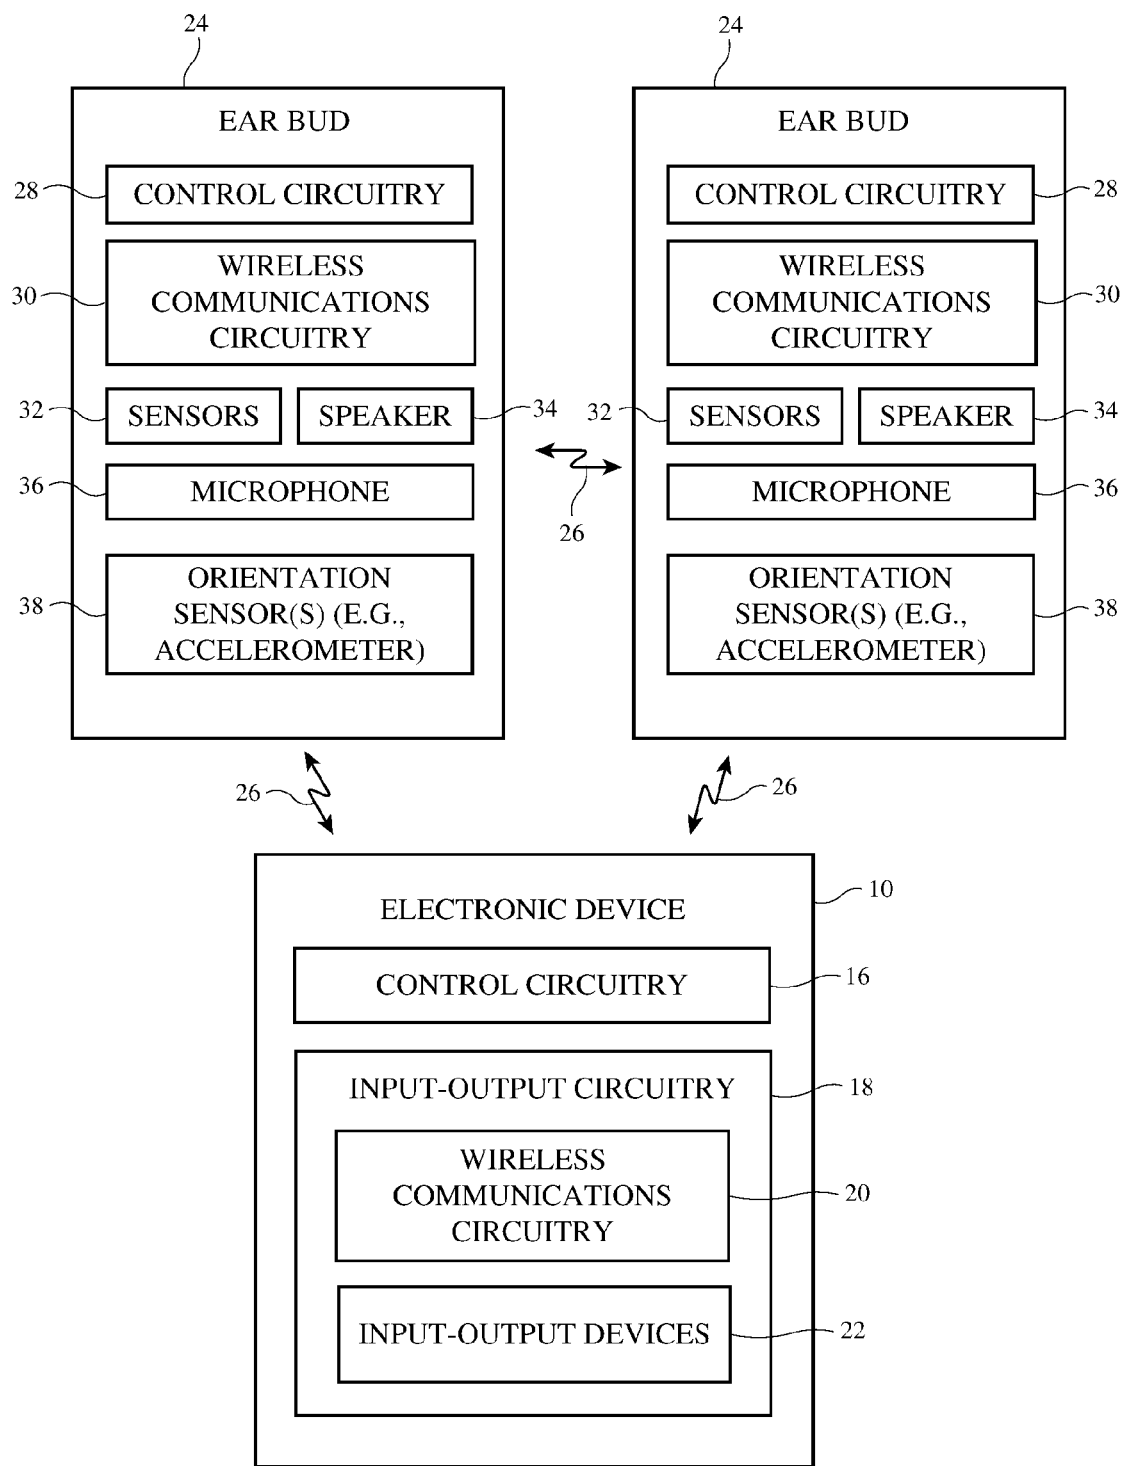 24
EAR BUD
28
CONTROL CIRCUITRY
30
WIRELESS
COMMUNICATIONS
CIRCUITRY
32
SENSORS
SPEAKER
34
36
MICROPHONE
38
ORIENTATION
SENSOR(S) (E.G.,
ACCELEROMETER)
26
24
EAR BUD
CONTROL CIRCUITRY
28
WIRELESS
COMMUNICATIONS
CIRCUITRY
30
32
SENSORS
SPEAKER
34
MICROPHONE
36
ORIENTATION
SENSOR(S) (E.G.,
ACCELEROMETER)
38
26
26
ELECTRONIC DEVICE
10
CONTROL CIRCUITRY
16
INPUT-OUTPUT CIRCUITRY
18
WIRELESS
COMMUNICATIONS
CIRCUITRY
20
INPUT-OUTPUT DEVICES
22